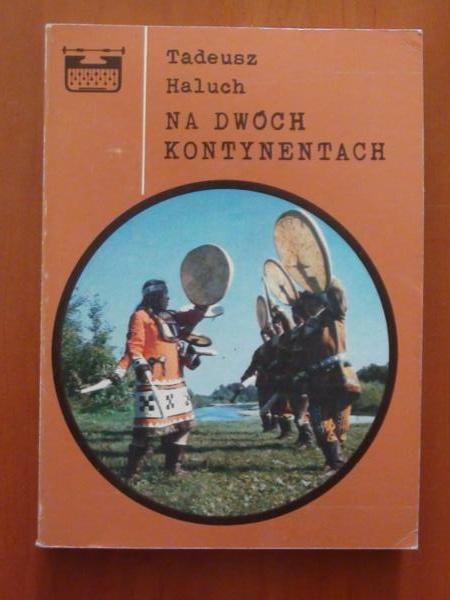 Tadeusz
Haluch
NA DWÓCH
KONTYNENTACH